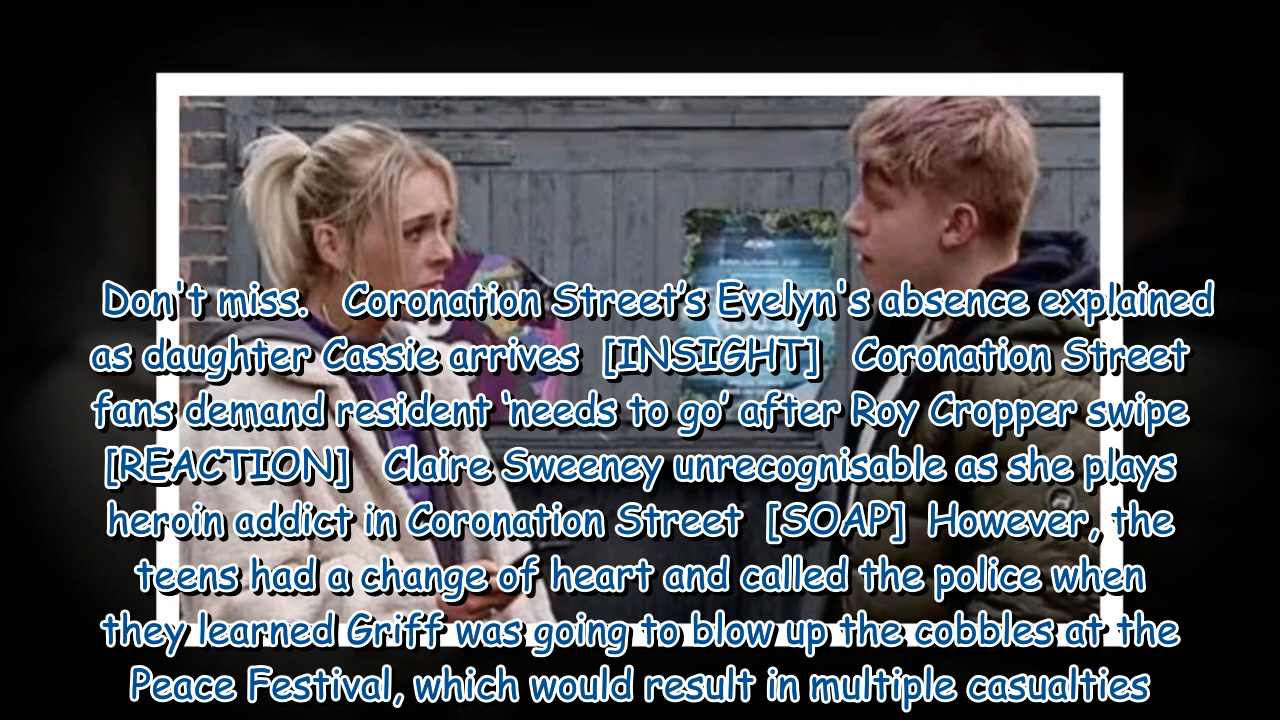 Don't miss. Coronation Street’s Evelyn's absence explained
as daughter Cassie arrives [INSIGHT] Coronation Street
fans demand resident ‘needs to go’ after Roy Cropper swipe
[REACTION] Claire Sweeney unrecognisable as she plays
heroin addict in Coronation Street [SOAP] However, the
teens had a change of heart and called the police when
they learned Griff was going to blow up the cobbles at the
Peace Festival, which would result in multiple casualties